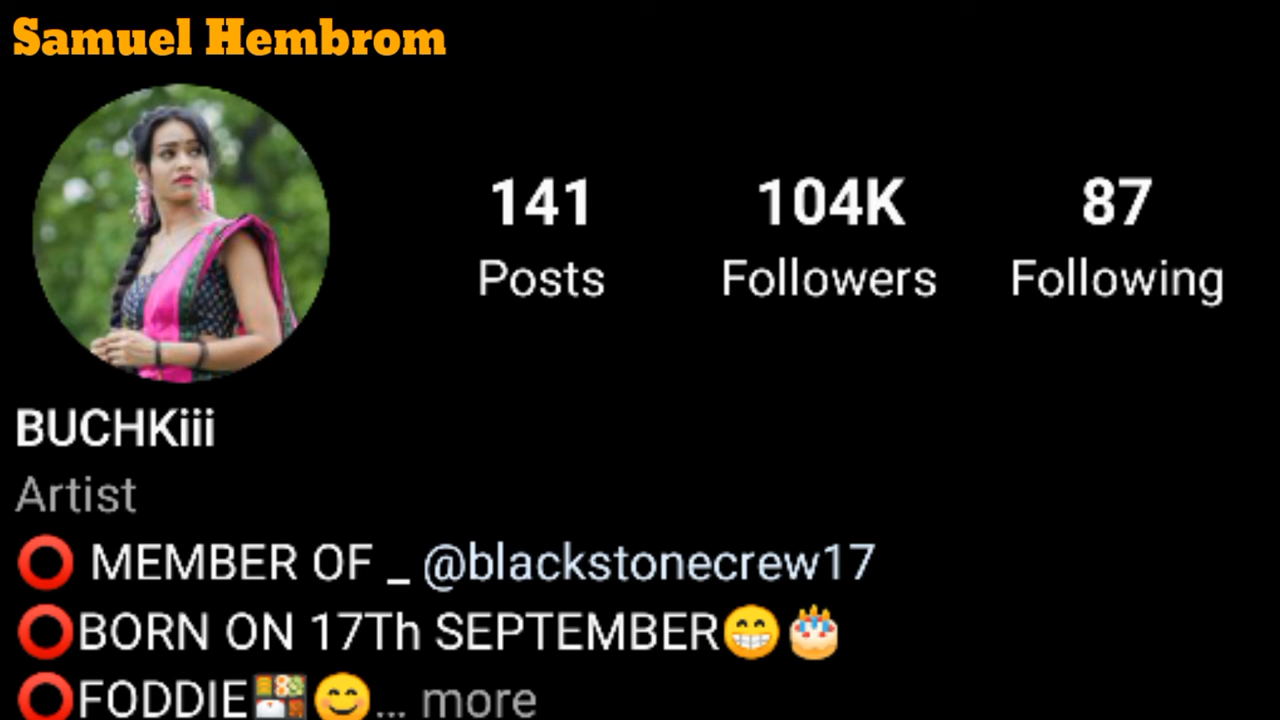 Samuel Hembrom
141 104K 87
Posts Followers Following
BUCHKiii
Artist
⭕ MEMBER OF _ @blackstonecrew17
⭕BORN ON 17Th SEPTEMBER😁🎂
⭕FODDIE🍱😊... more